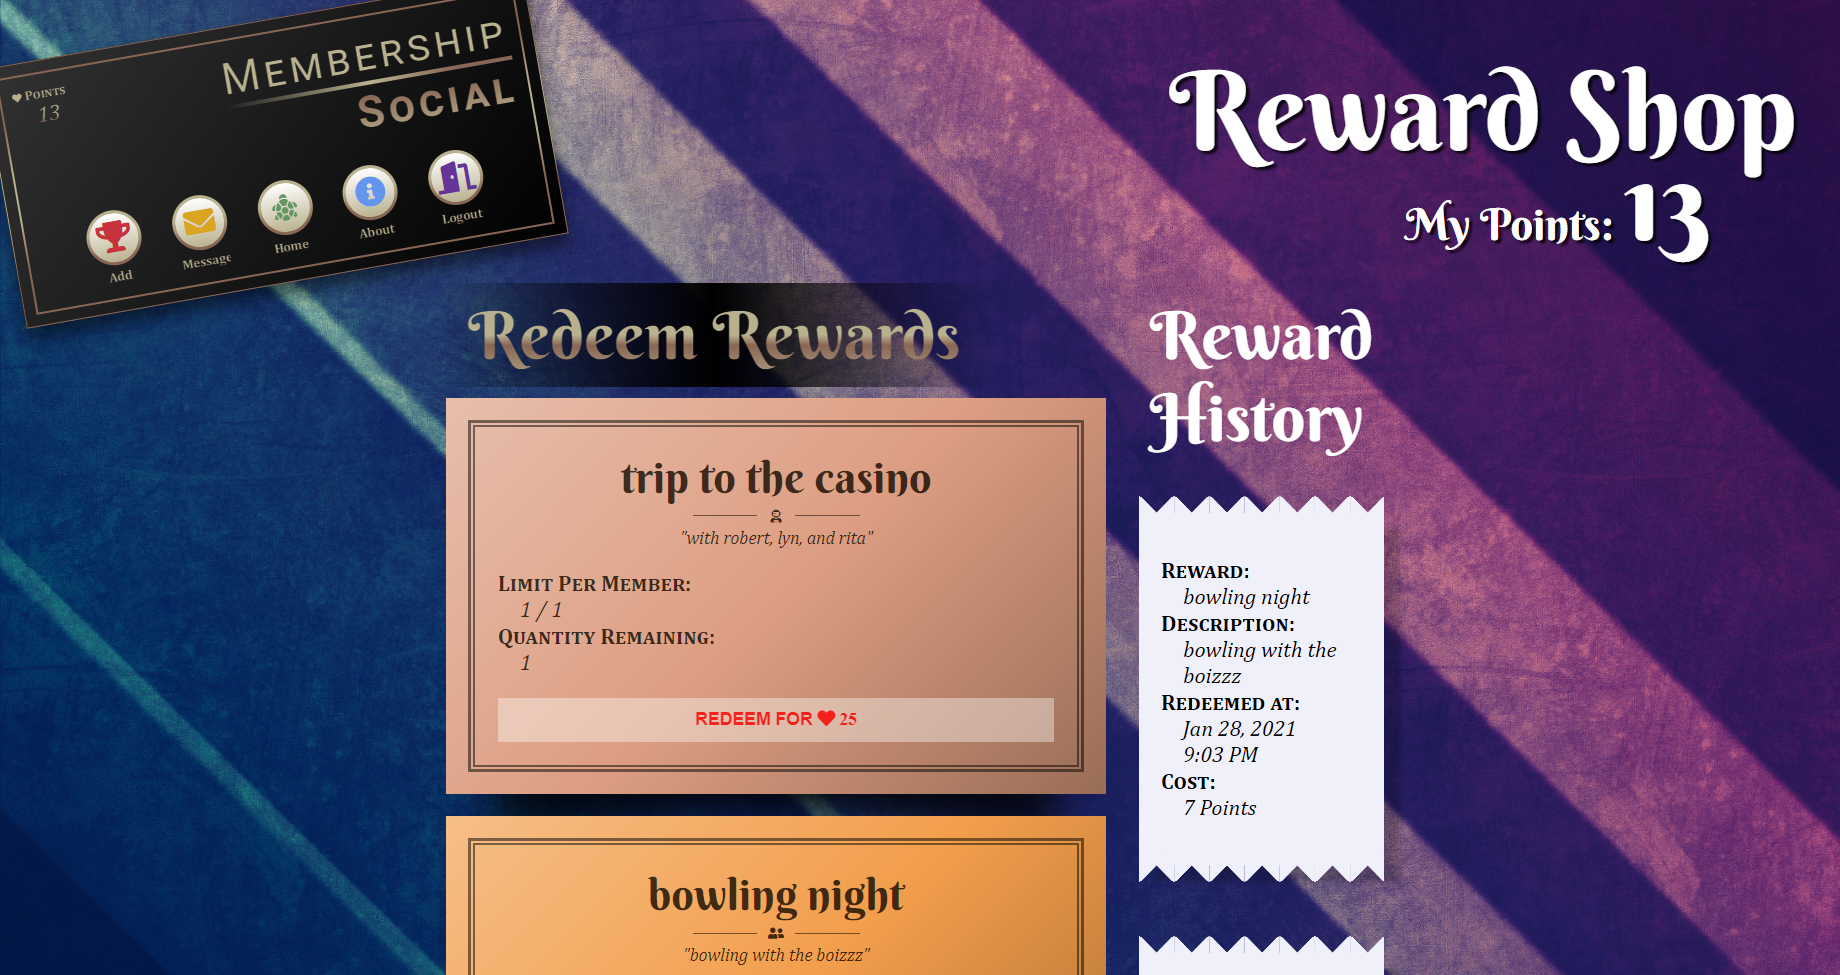 Membership
Social
Points
13
Add
Message
Home
About
Logout
Reward Shop
My Points: 13
Redeem Rewards
trip to the casino
"with robert, lyn, and rita"
Limit Per Member:
1 / 1
Quantity Remaining:
1
REDEEM FOR 25
bowling night
"bowling with the boizzz"
Reward
History
Reward:
bowling night
Description:
bowling with the
boizzz
Redeemed at:
Jan 28, 2021
9:03 PM
Cost:
7 Points